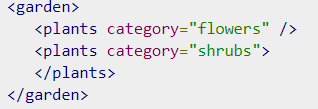 <garden>
<plants category="flowers" />
<plants category="shrubs">
</plants>
</garden>